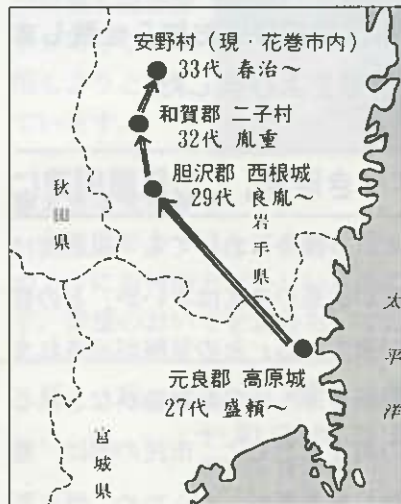 安野村(現・花巻市内)
33代 春治~
和賀郡 二子村
32代 胤重
胆沢郡 西根城
29代 良胤~
秋田県
岩手県
太平洋
元良郡 高原城
27代 盛頼~
宮城県